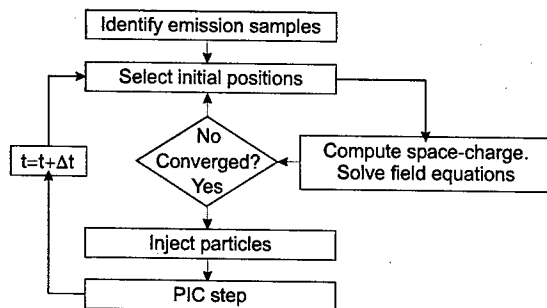 Identify emission samples
Select initial positions
No
Converged?
Yes
t=t+Δt
Compute space-charge.
Solve field equations
Inject particles
PIC step